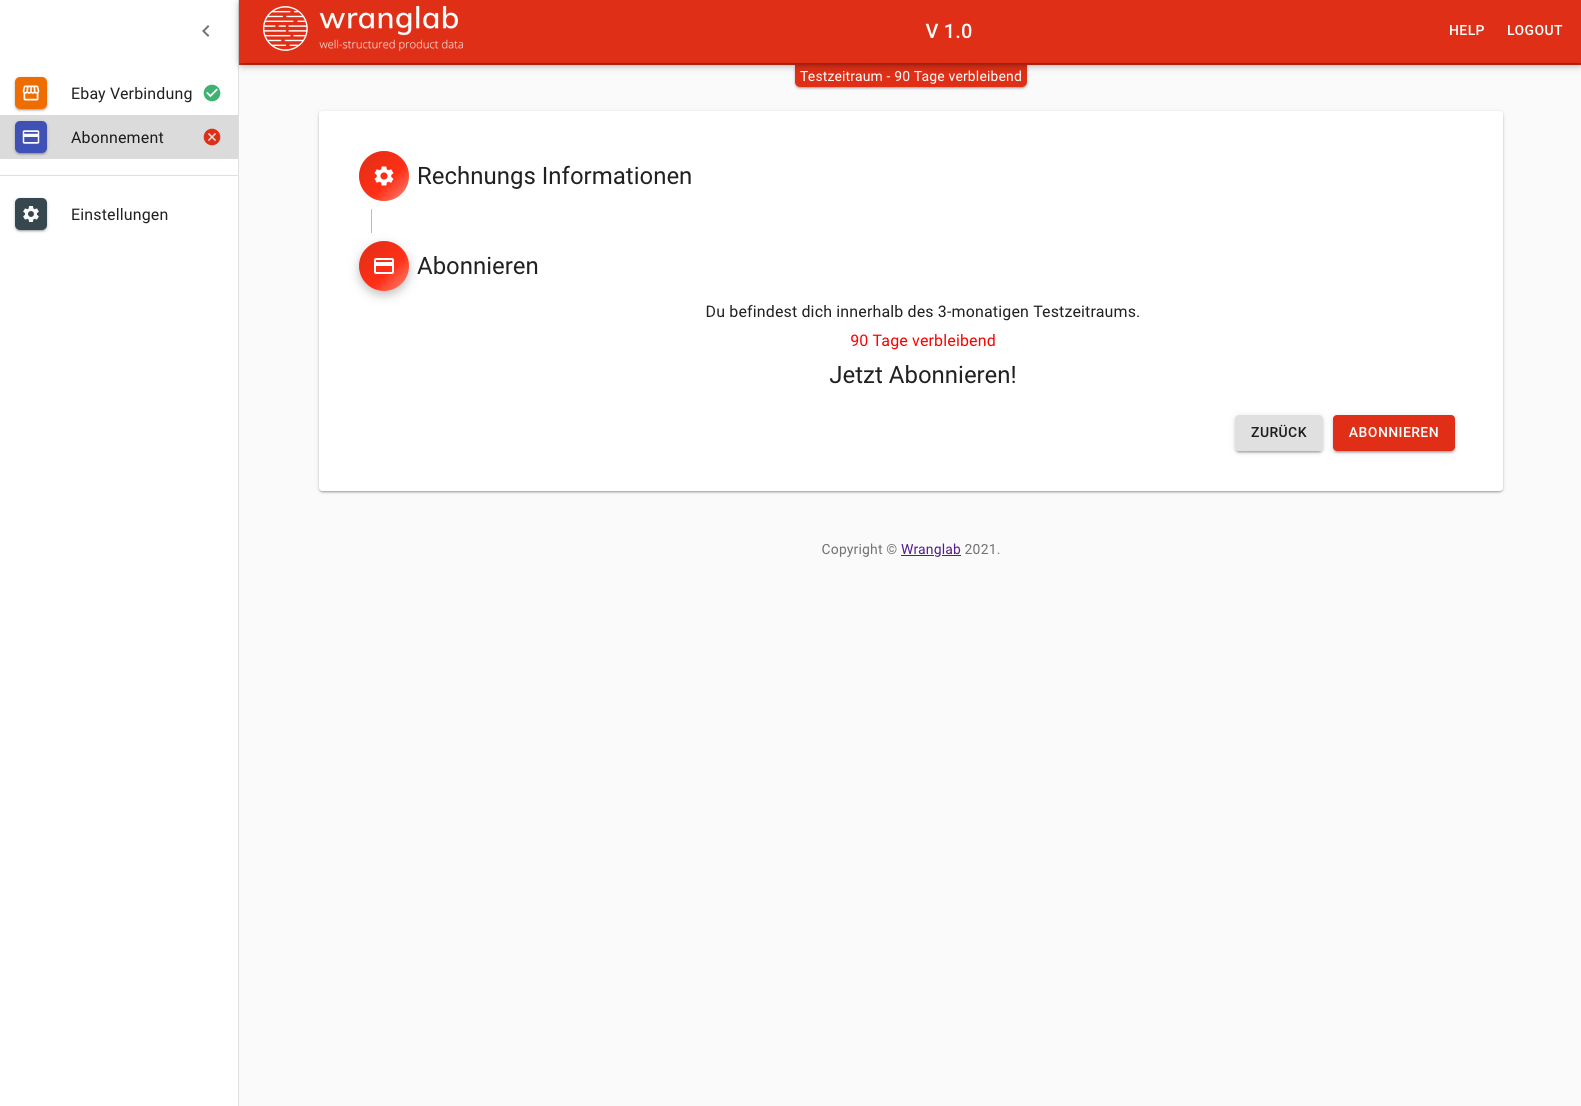 wranglab
well-structured product data
V 1.0
HELP
LOGOUT
Testzeitraum - 90 Tage verbleibend
Ebay Verbindung
Abonnement
Einstellungen
Rechnungs Informationen
Abonnieren
Du befindest dich innerhalb des 3-monatigen Testzeitraums.
90 Tage verbleibend
Jetzt Abonnieren!
ZURÜCK
ABONNIEREN
Copyright © Wranglab 2021.